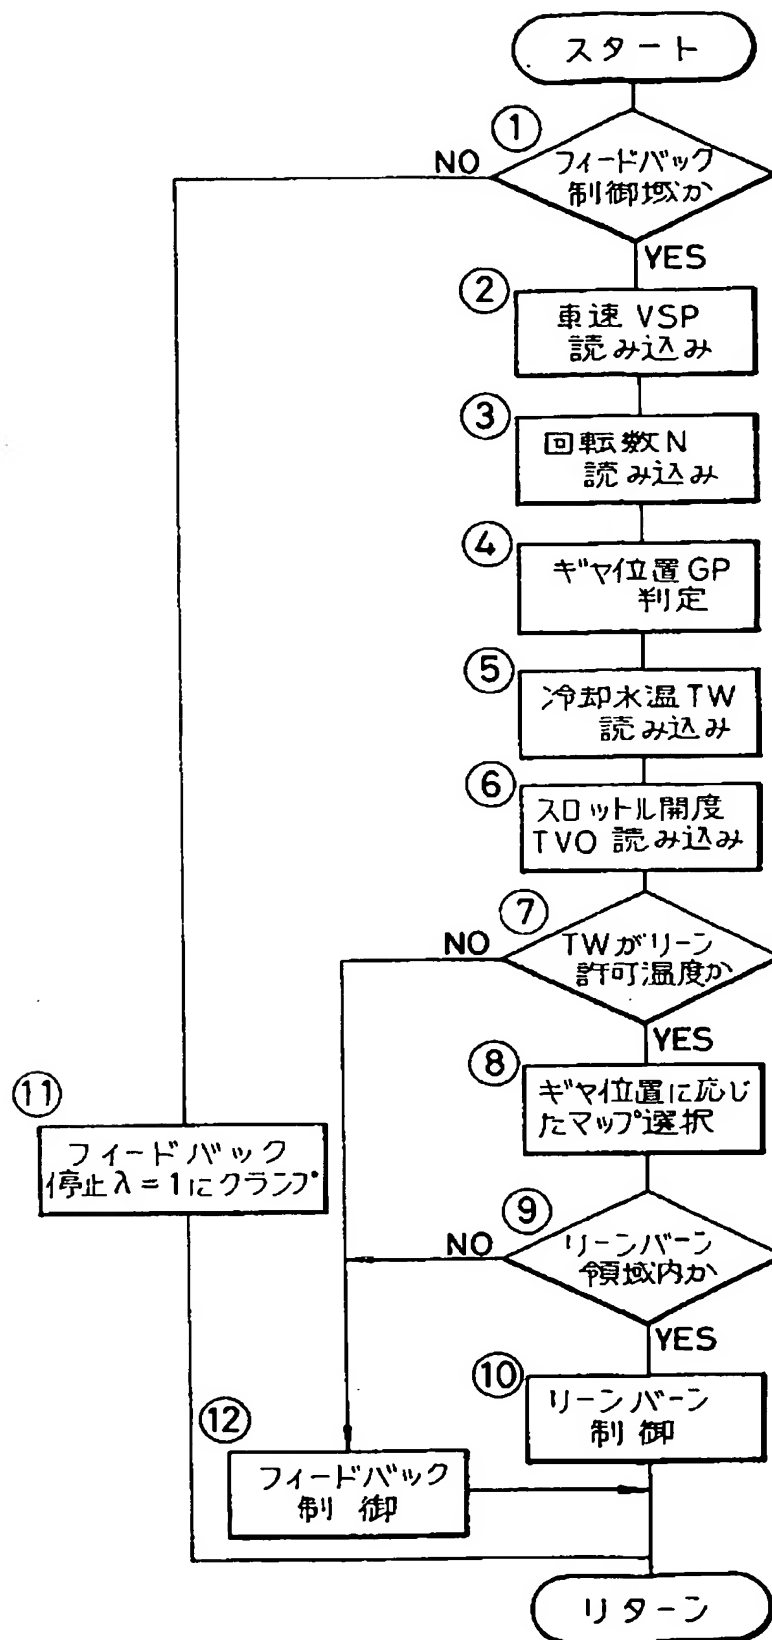 スタート
①
フィードバック
制御域か
NO
YES
②
車速 VSP
読み込み
③
回転数 N
読み込み
④
ギヤ位置 GP
判定
⑤
冷却水温 TW
読み込み
⑥
スロットル開度
TVO 読み込み
⑦
TWがリーン
許可温度か
NO
YES
⑧
ギヤ位置に応じ
たマップ選択
⑪
フィードバック
停止λ=1にクランプ
⑨
リーンバーン
領域内か
NO
YES
⑩
リーンバーン
制御
⑫
フィードバック
制 御
リターン